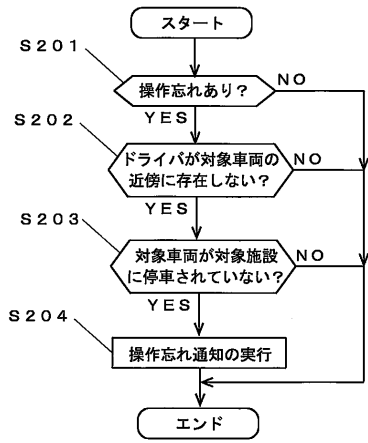 スタート
S201
操作忘れあり?
NO
YES
S202
ドライバが対象車両の
近傍に存在しない?
NO
YES
S203
対象車両が対象施設
に停車されていない?
NO
YES
S204
操作忘れ通知の実行
エンド